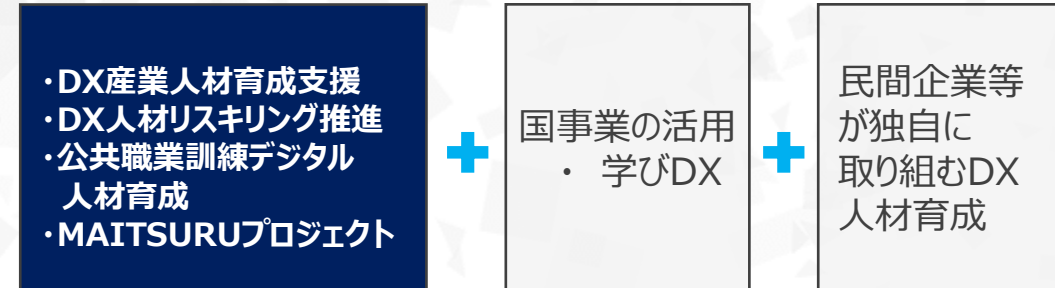 ・DX産業人材育成支援
・DX人材リスキリング推進
・公共職業訓練デジタル
人材育成
・MAITSURUプロジェクト
国事業の活用
・ 学びDX
民間企業等
が独自に
取り組むDX
人材育成